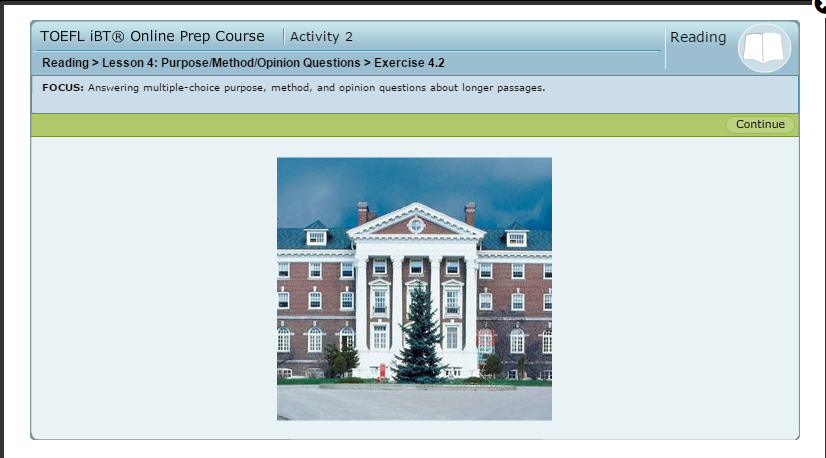 TOEFL iBT® Online Prep Course
Activity 2
Reading
Reading > Lesson 4: Purpose/Method/Opinion Questions > Exercise 4.2
FOCUS: Answering multiple-choice purpose, method, and opinion questions about longer passages.
Continue